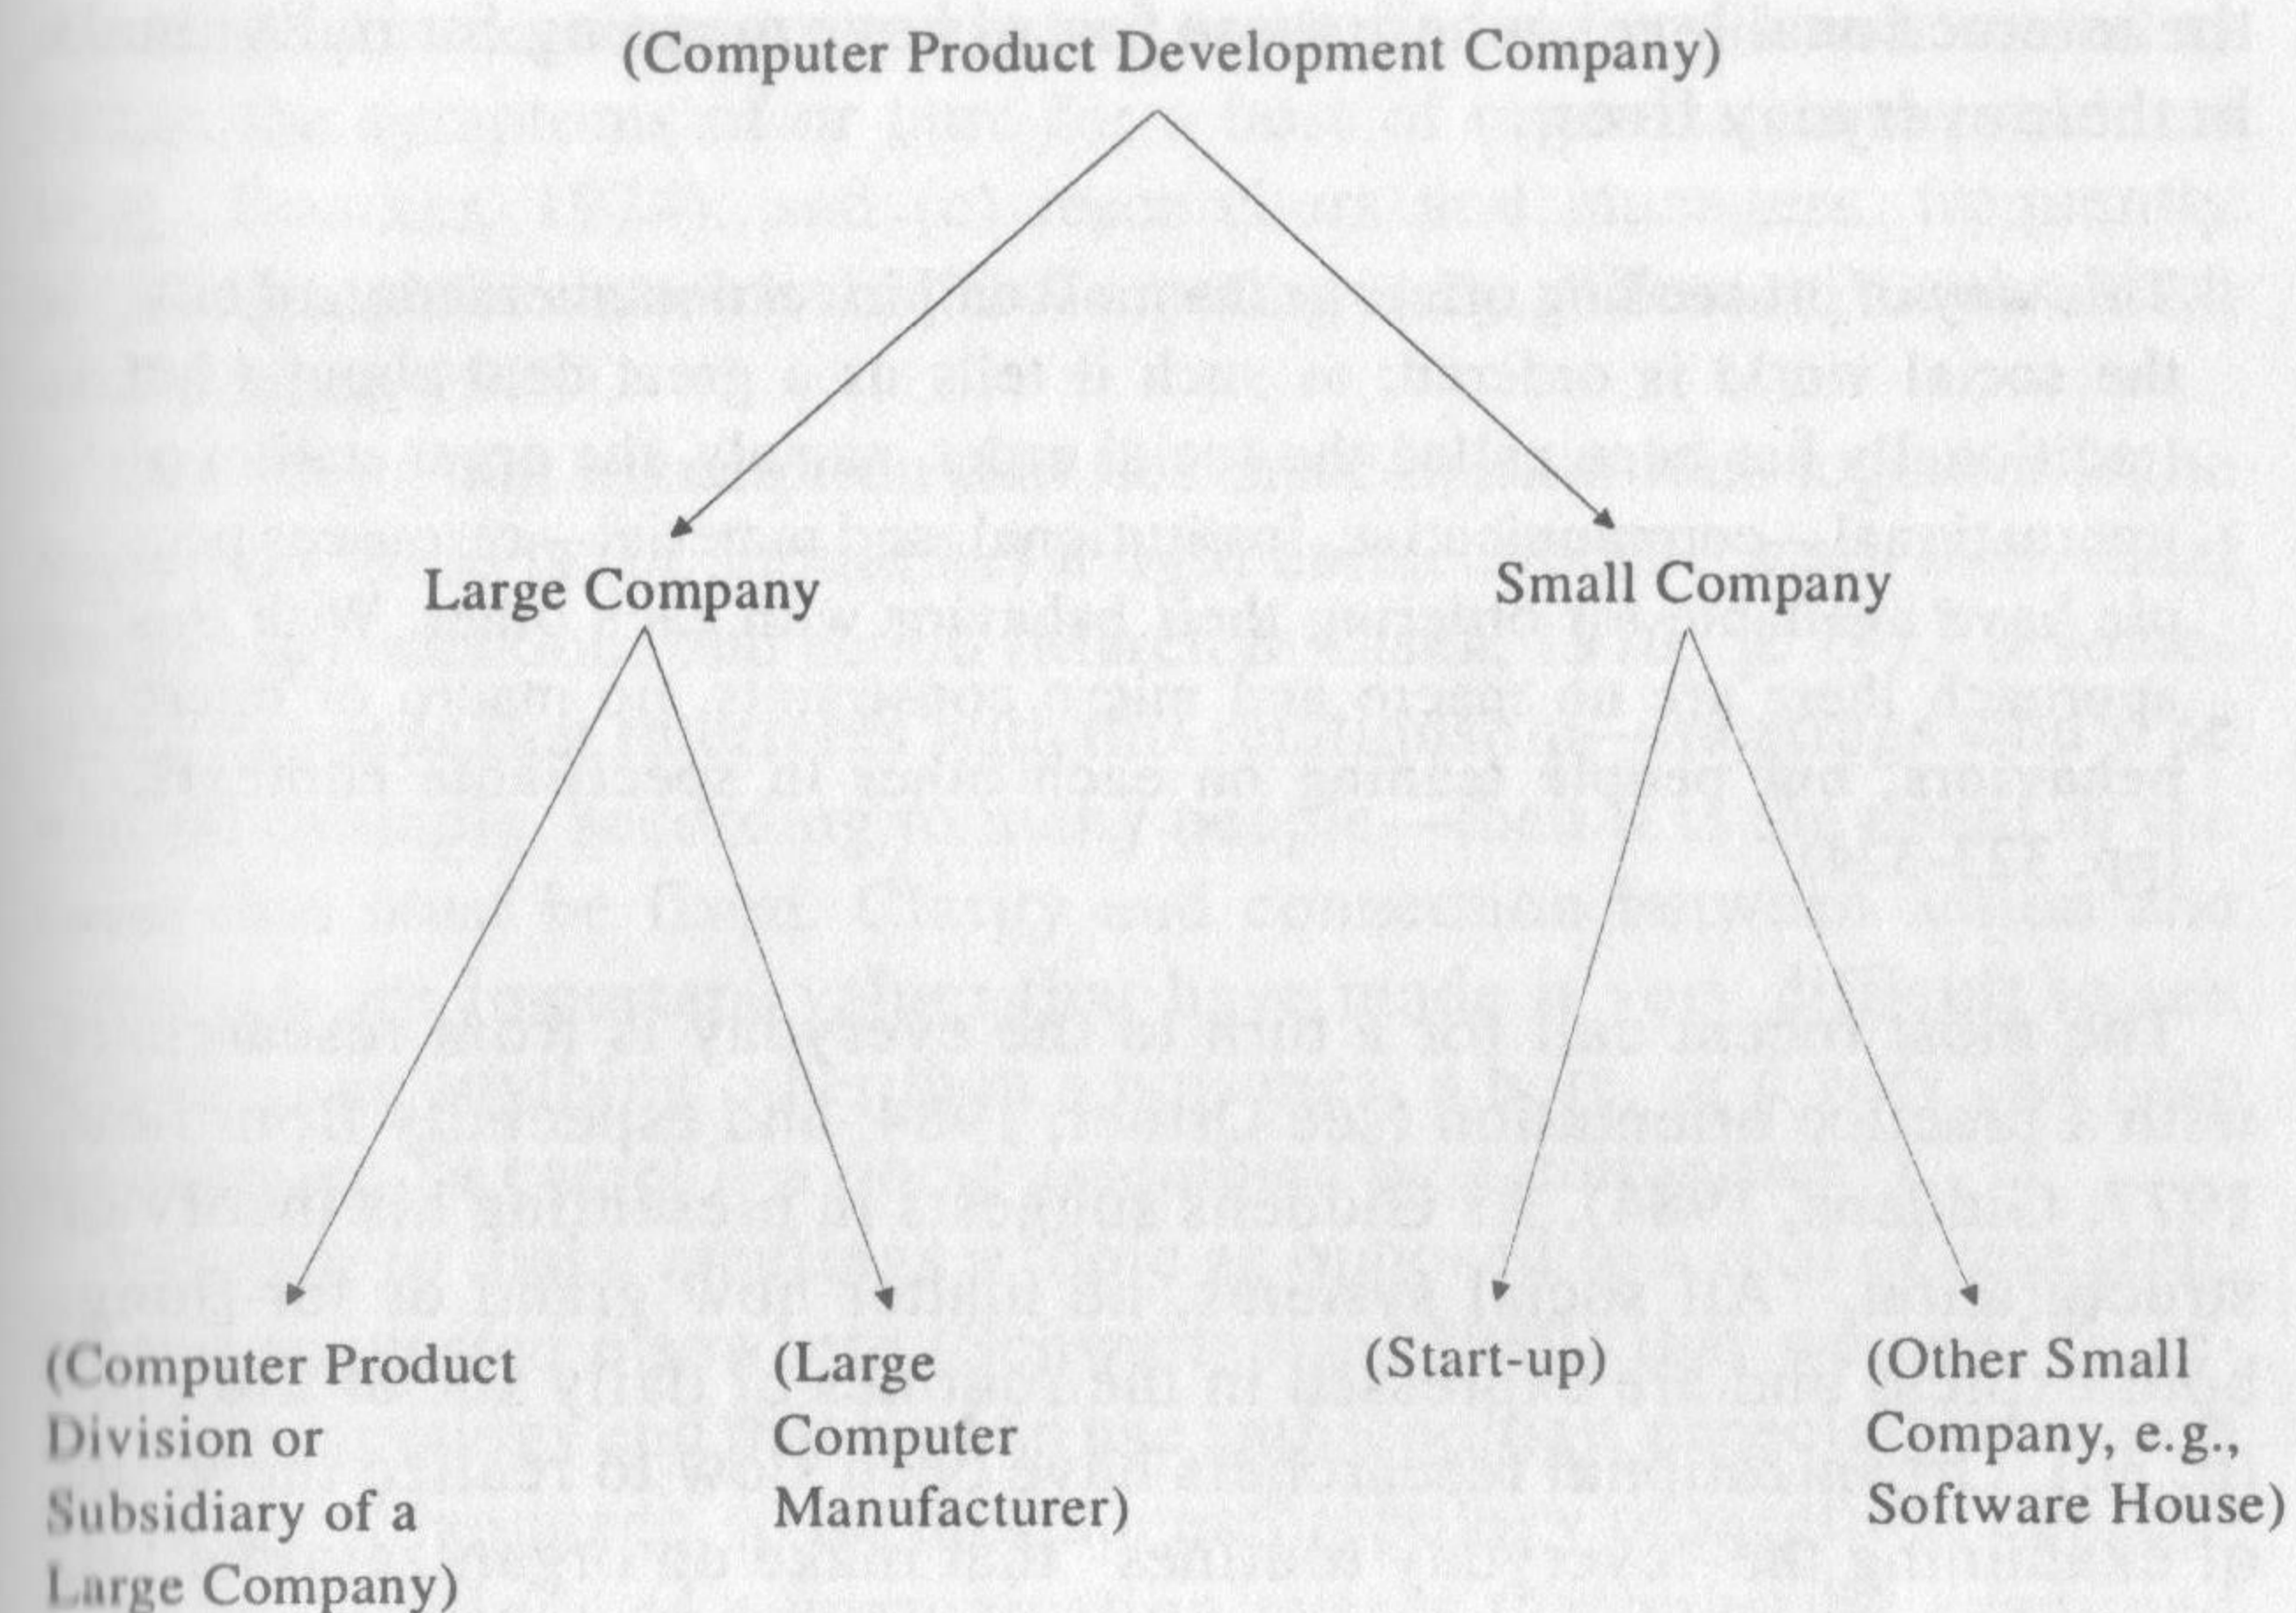 (Computer Product Development Company)
Large Company
Small Company
(Computer Product
Division or
Subsidiary of a
Large Company)
(Large
Computer
Manufacturer)
(Start-up)
(Other Small
Company, e.g.,
Software House)